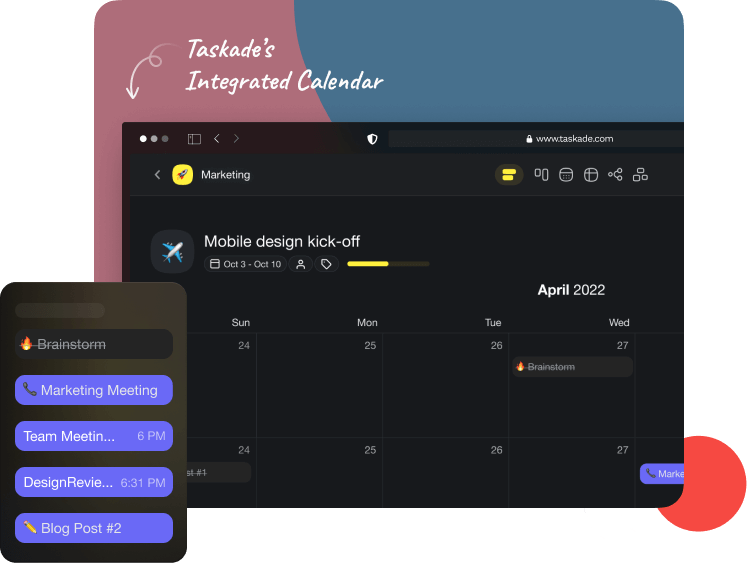 Taskade's
Integrated Calendar
www.taskade.com
Marketing
Mobile design kick-off
Oct 3 - Oct 10
April 2022
Sun Mon Tue Wed
24 25 26 27
Brainstorm
24 25 26 27
st #1
Marke
Brainstorm
Marketing Meeting
Team Meetin... 6 PM
DesignRevie... 6:31 PM
Blog Post #2